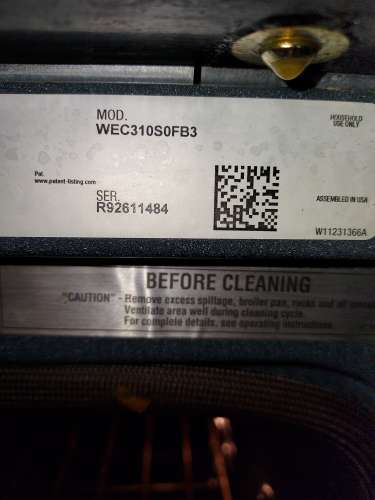 MOD.
WEC310S0FB3
HOUSEHOLD
USE ONLY
Pat.
www.patent-listing.com
SER.
R92611484
ASSEMBLED IN USA
W11231366A
BEFORE CLEANING
"CAUTION" - Remove excess spillage, broiler pan, racks and all
Ventilate area well during cleaning cycle.
For complete details, see operating instructions.